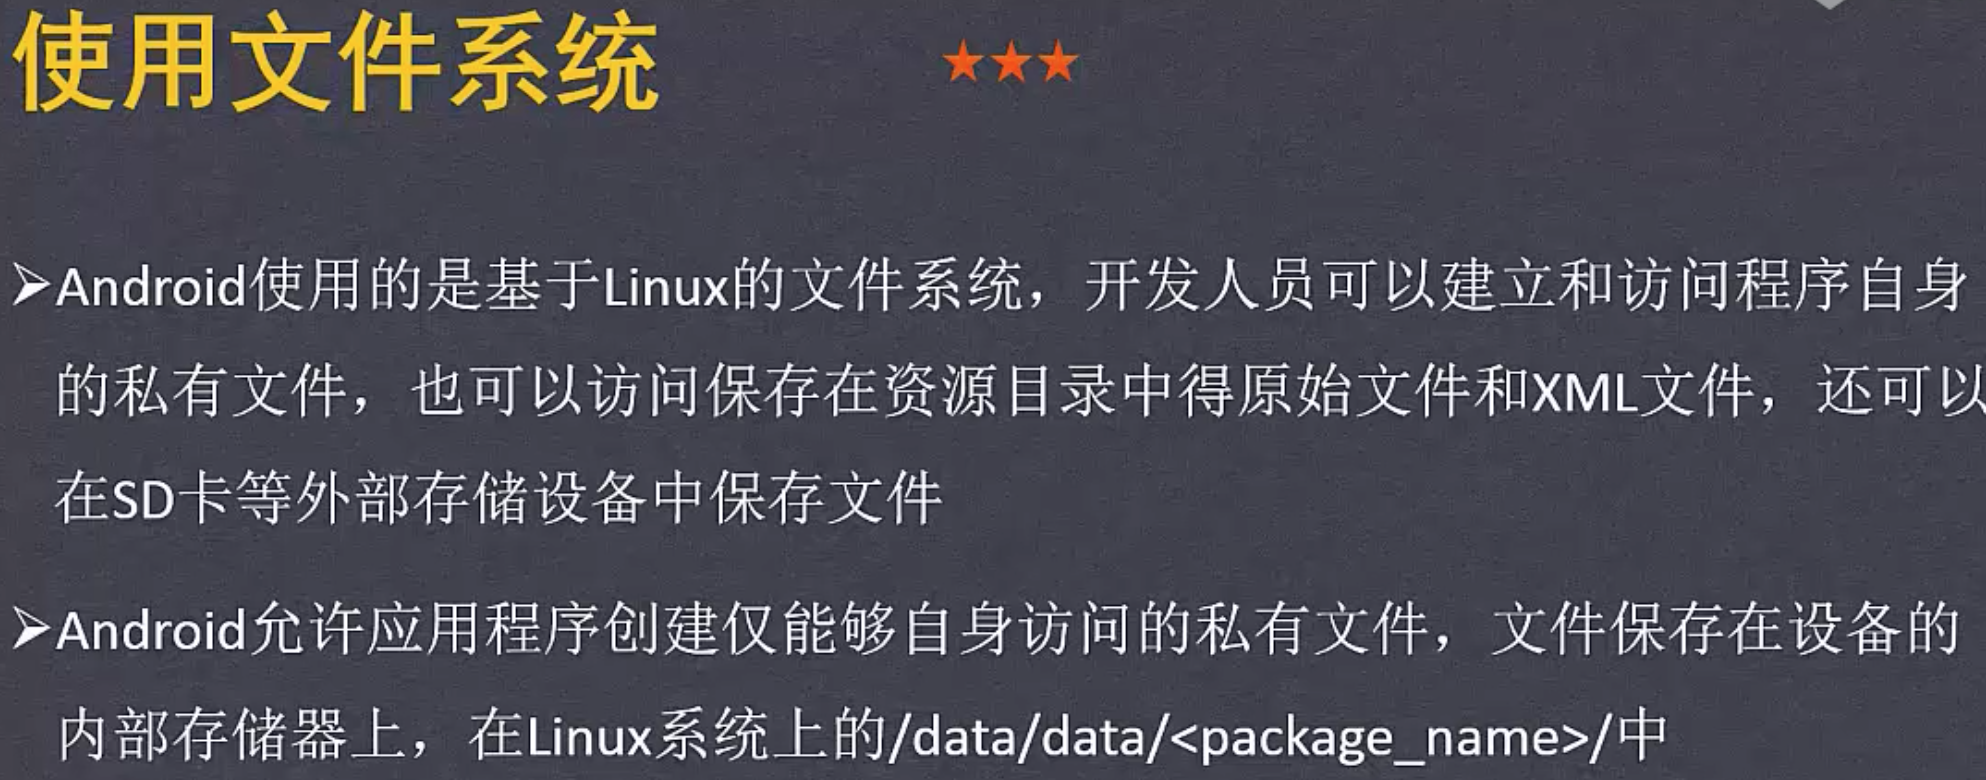 使用文件系统 ★★★
➢Android使用的是基于Linux的文件系统，开发人员可以建立和访问程序自身
的私有文件，也可以访问保存在资源目录中得原始文件和XML文件，还可以
在SD卡等外部存储设备中保存文件
➢Android允许应用程序创建仅能够自身访问的私有文件，文件保存在设备的
内部存储器上，在Linux系统上的/data/data/<package_name>/中